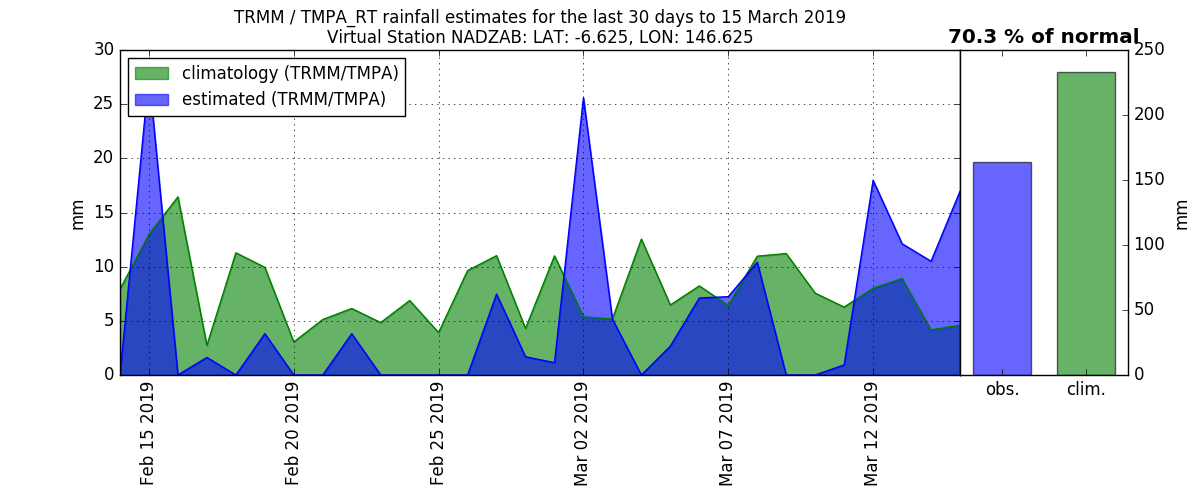 TRMM / TMPA_RT rainfall estimates for the last 30 days to 15 March 2019
Virtual Station NADZAB: LAT: -6.625, LON: 146.625
70.3 % of normal
climatology (TRMM/TMPA)
estimated (TRMM/TMPA)
30
25
20
15
10
5
0
mm
Feb 15 2019
Feb 20 2019
Feb 25 2019
Mar 02 2019
Mar 07 2019
Mar 12 2019
obs.
clim.
250
200
150
100
50
0
mm